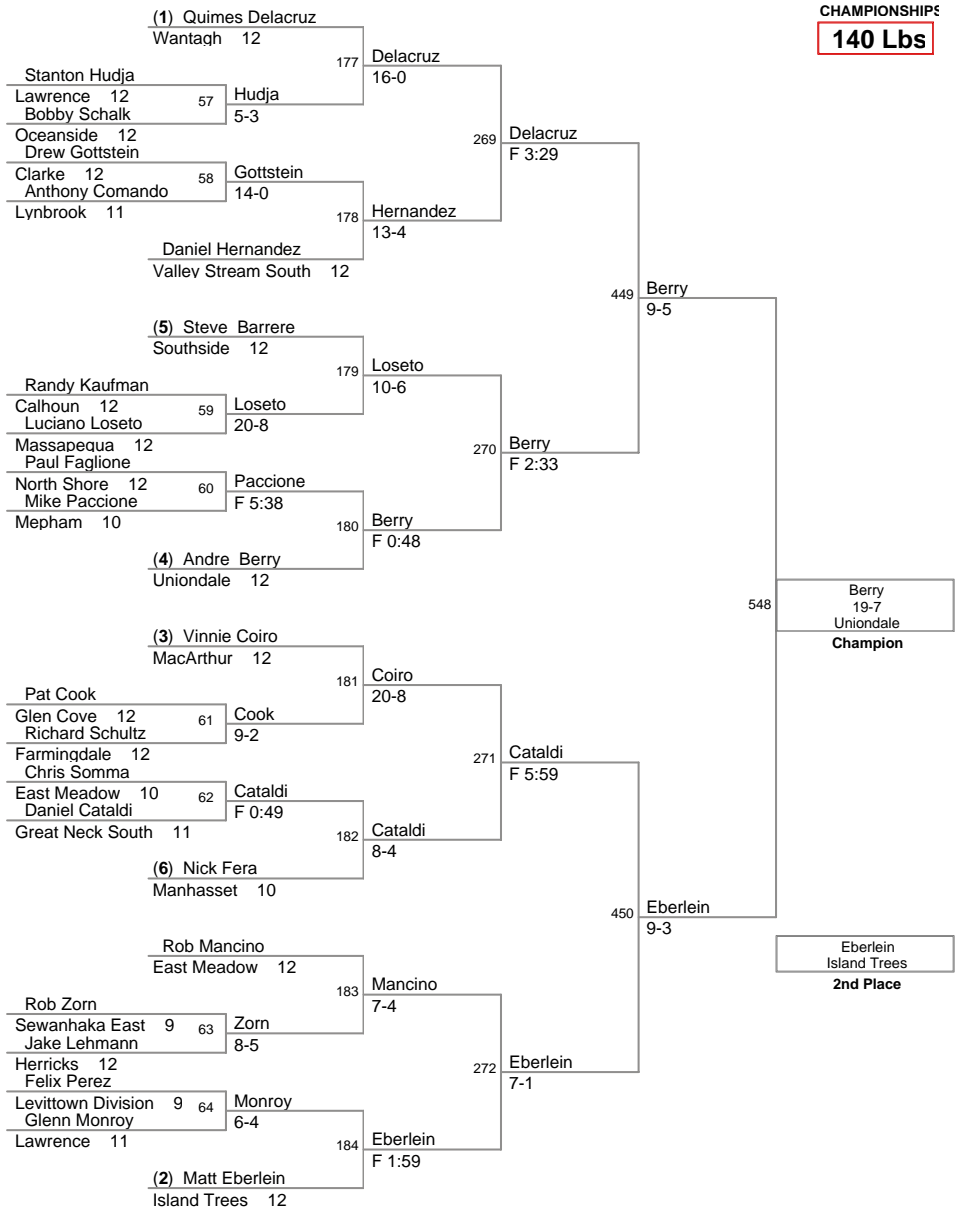 CHAMPIONSHIPS
140 Lbs
(1) Quimes Delacruz
Wantagh 12
177 Delacruz
16-0
Stanton Hudja
Lawrence 12
57 Hudja
5-3
Bobby Schalk
Oceanside 12
269 Delacruz
F 3:29
Drew Gottstein
Clarke 12
58 Gottstein
14-0
Anthony Comando
Lynbrook 11
178 Hernandez
13-4
Daniel Hernandez
Valley Stream South 12
449 Berry
9-5
(5) Steve Barrere
Southside 12
179 Loseto
10-6
Randy Kaufman
Calhoun 12
59 Loseto
20-8
Luciano Loseto
Massapequa 12
270 Berry
F 2:33
Paul Faglione
North Shore 12
60 Paccione
F 5:38
Mike Paccione
Mepham 10
180 Berry
F 0:48
(4) Andre Berry
Uniondale 12
548 Berry
19-7
Uniondale
Champion
(3) Vinnie Coiro
MacArthur 12
181 Coiro
20-8
Pat Cook
Glen Cove 12
61 Cook
9-2
Richard Schultz
Farmingdale 12
271 Cataldi
F 5:59
Chris Somma
East Meadow 10
62 Cataldi
F 0:49
Daniel Cataldi
Great Neck South 11
182 Cataldi
8-4
(6) Nick Fera
Manhasset 10
450 Eberlein
9-3
Eberlein
Island Trees
2nd Place
Rob Mancino
East Meadow 12
183 Mancino
7-4
Rob Zorn
Sewanhaka East 9
63 Zorn
8-5
Jake Lehmann
Herricks 12
272 Eberlein
7-1
Felix Perez
Levittown Division 9
64 Monroy
6-4
Glenn Monroy
Lawrence 11
184 Eberlein
F 1:59
(2) Matt Eberlein
Island Trees 12